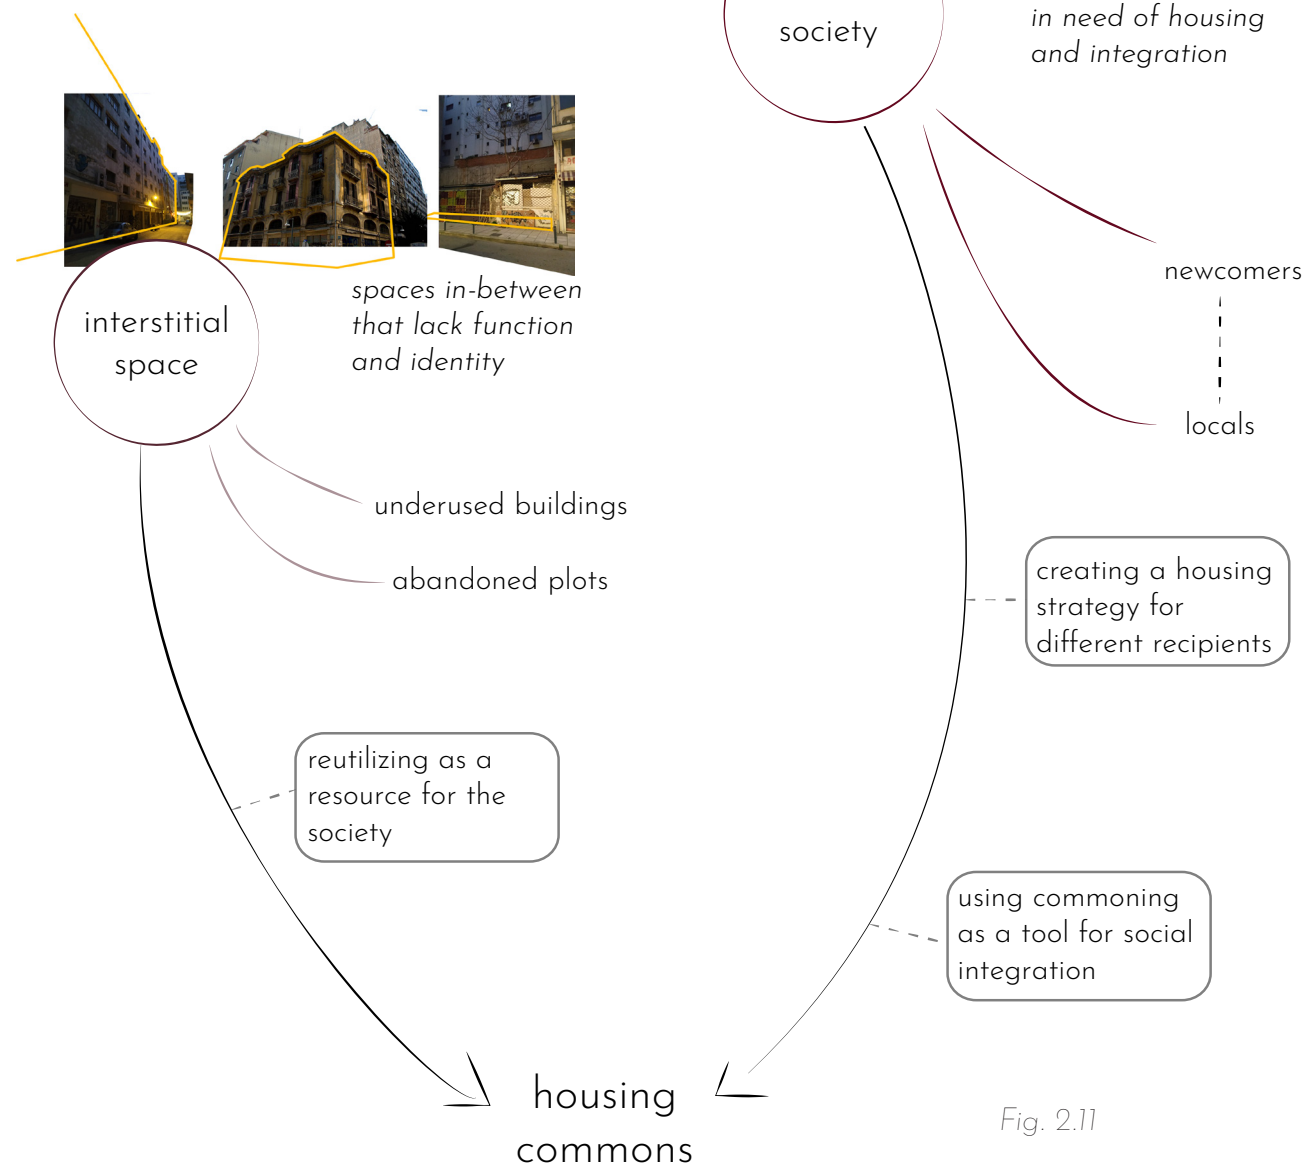 society
in need of housing
and integration
interstitial
space
spaces in-between
that lack function
and identity
newcomers
locals
underused buildings
abandoned plots
creating a housing
strategy for
different recipients
reutilizing as a
resource for the
society
using commoning
as a tool for social
integration
housing
commons
Fig. 2.11